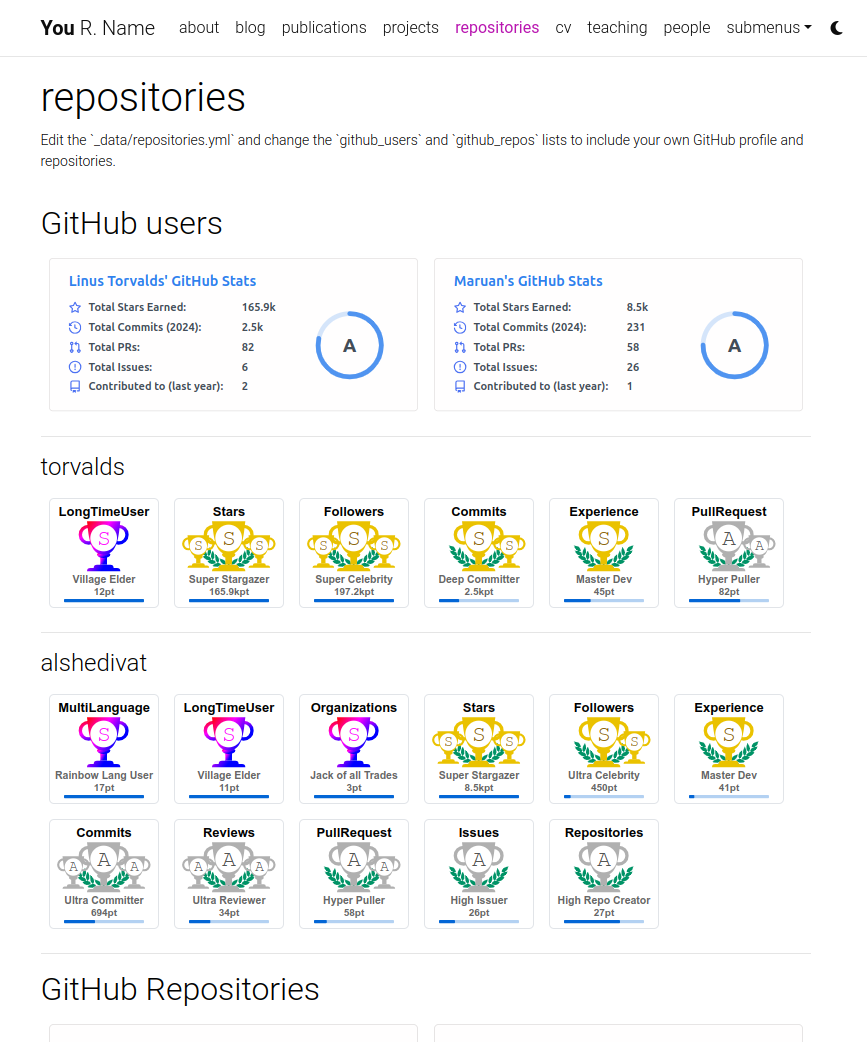 You R. Name about blog publications projects repositories cv teaching people submenus
repositories
Edit the `_data/repositories.yml` and change the `github_users` and `github_repos` lists to include your own GitHub profile and
repositories.
GitHub users
Linus Torvalds' GitHub Stats
Total Stars Earned: 165.9k
Total Commits (2024): 2.5k
Total PRs: 82
Total Issues: 6
Contributed to (last year): 2
A
Maruan's GitHub Stats
Total Stars Earned: 8.5k
Total Commits (2024): 231
Total PRs: 58
Total Issues: 26
Contributed to (last year): 1
A
torvalds
LongTimeUser
S
Village Elder
12pt
Stars
S S S
Super Stargazer
165.9kpt
Followers
S S S
Super Celebrity
197.2kpt
Commits
S S
Deep Committer
2.5kpt
Experience
S
Master Dev
45pt
PullRequest
A A
Hyper Puller
82pt
alshedivat
MultiLanguage
S
Rainbow Lang User
17pt
LongTimeUser
S
Village Elder
11pt
Organizations
S
Jack of all Trades
3pt
Stars
S S S
Super Stargazer
8.5kpt
Followers
S S
Ultra Celebrity
450pt
Experience
S
Master Dev
41pt
Commits
A A A
Ultra Committer
694pt
Reviews
A A A
Ultra Reviewer
34pt
PullRequest
A A
Hyper Puller
58pt
Issues
A
High Issuer
26pt
Repositories
A
High Repo Creator
27pt
GitHub Repositories